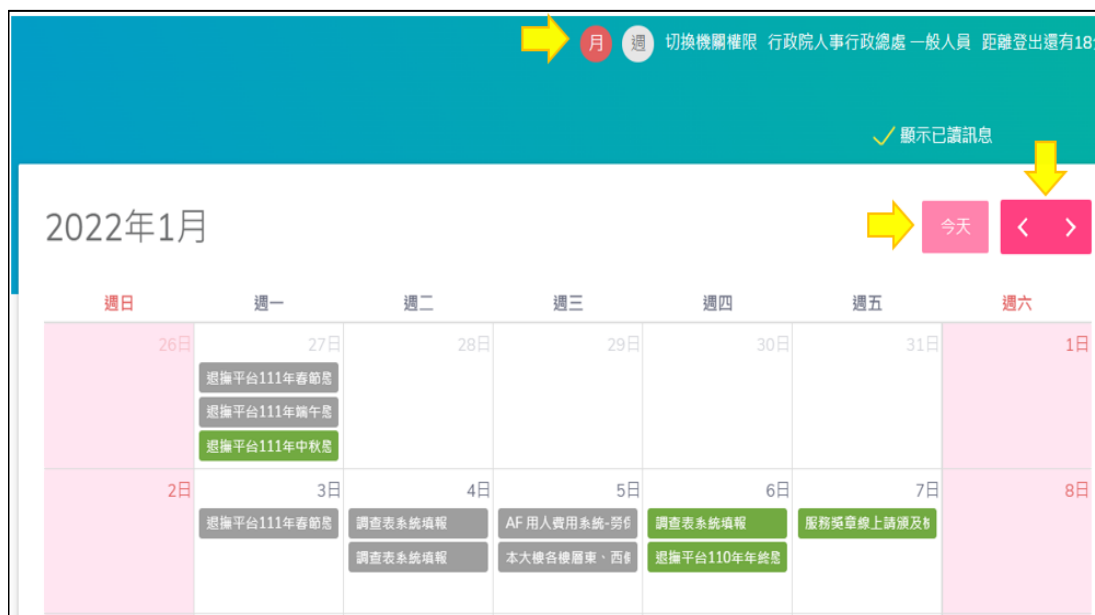 月 週 切換機關權限 行政院人事行政總處 一般人員 距離登出還有18
顯示已讀訊息
2022年1月
今天
週日 週一 週二 週三 週四 週五 週六
26日 27日 28日 29日 30日 31日 1日
退撫平台111年春節
退撫平台111年端午
退撫平台111年中秋
2日 3日 4日 5日 6日 7日 8日
退撫平台111年春節 調查表系統填報 AF 用人費用系統-勞 調查表系統填報 服務獎章線上請頒及
調查表系統填報 本大樓各樓層東、西 退撫平台110年年終